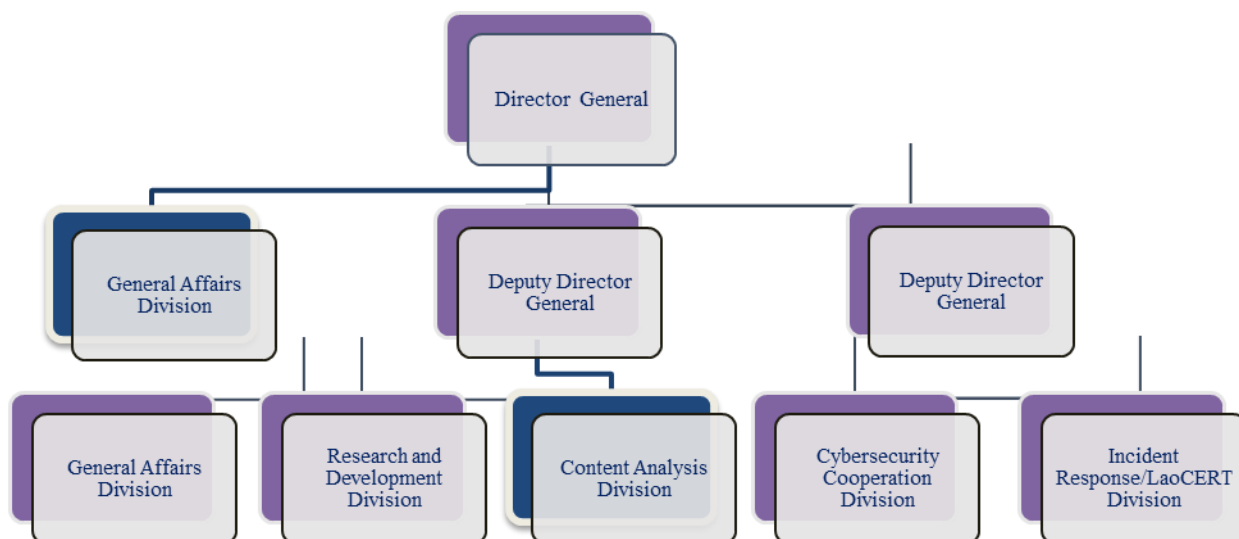 Director General
General Affairs
Division
Deputy Director
General
Deputy Director
General
General Affairs
Division
Research and
Development
Division
Content Analysis
Division
Cybersecurity
Cooperation
Division
Incident
Response/LaoCERT
Division